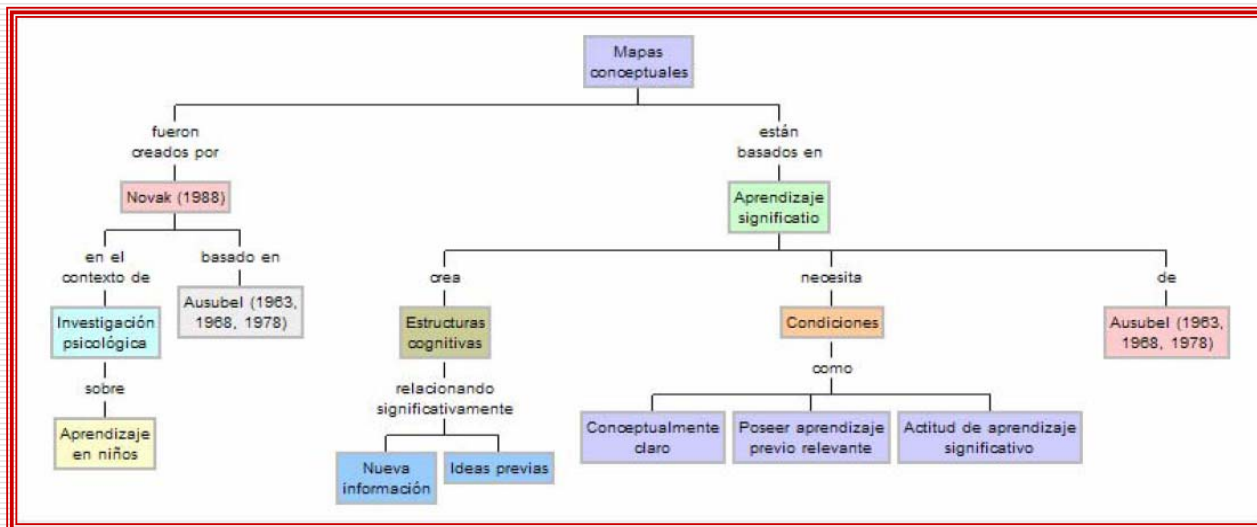 Mapas
conceptuales
fueron
creados por
están
basados en
Novak (1988)
Aprendizaje
significatio
en el
contexto de
basado en
crea
necesita
de
Investigación
psicológica
Ausubel (1963,
1968, 1978)
Estructuras
cognitivas
Condiciones
Ausubel (1963,
1968, 1978)
sobre
relacionando
significativamente
como
Aprendizaje
en niños
Nueva
información
Ideas previas
Conceptualmente
claro
Poseer aprendizaje
previo relevante
Actitud de aprendizaje
significativo